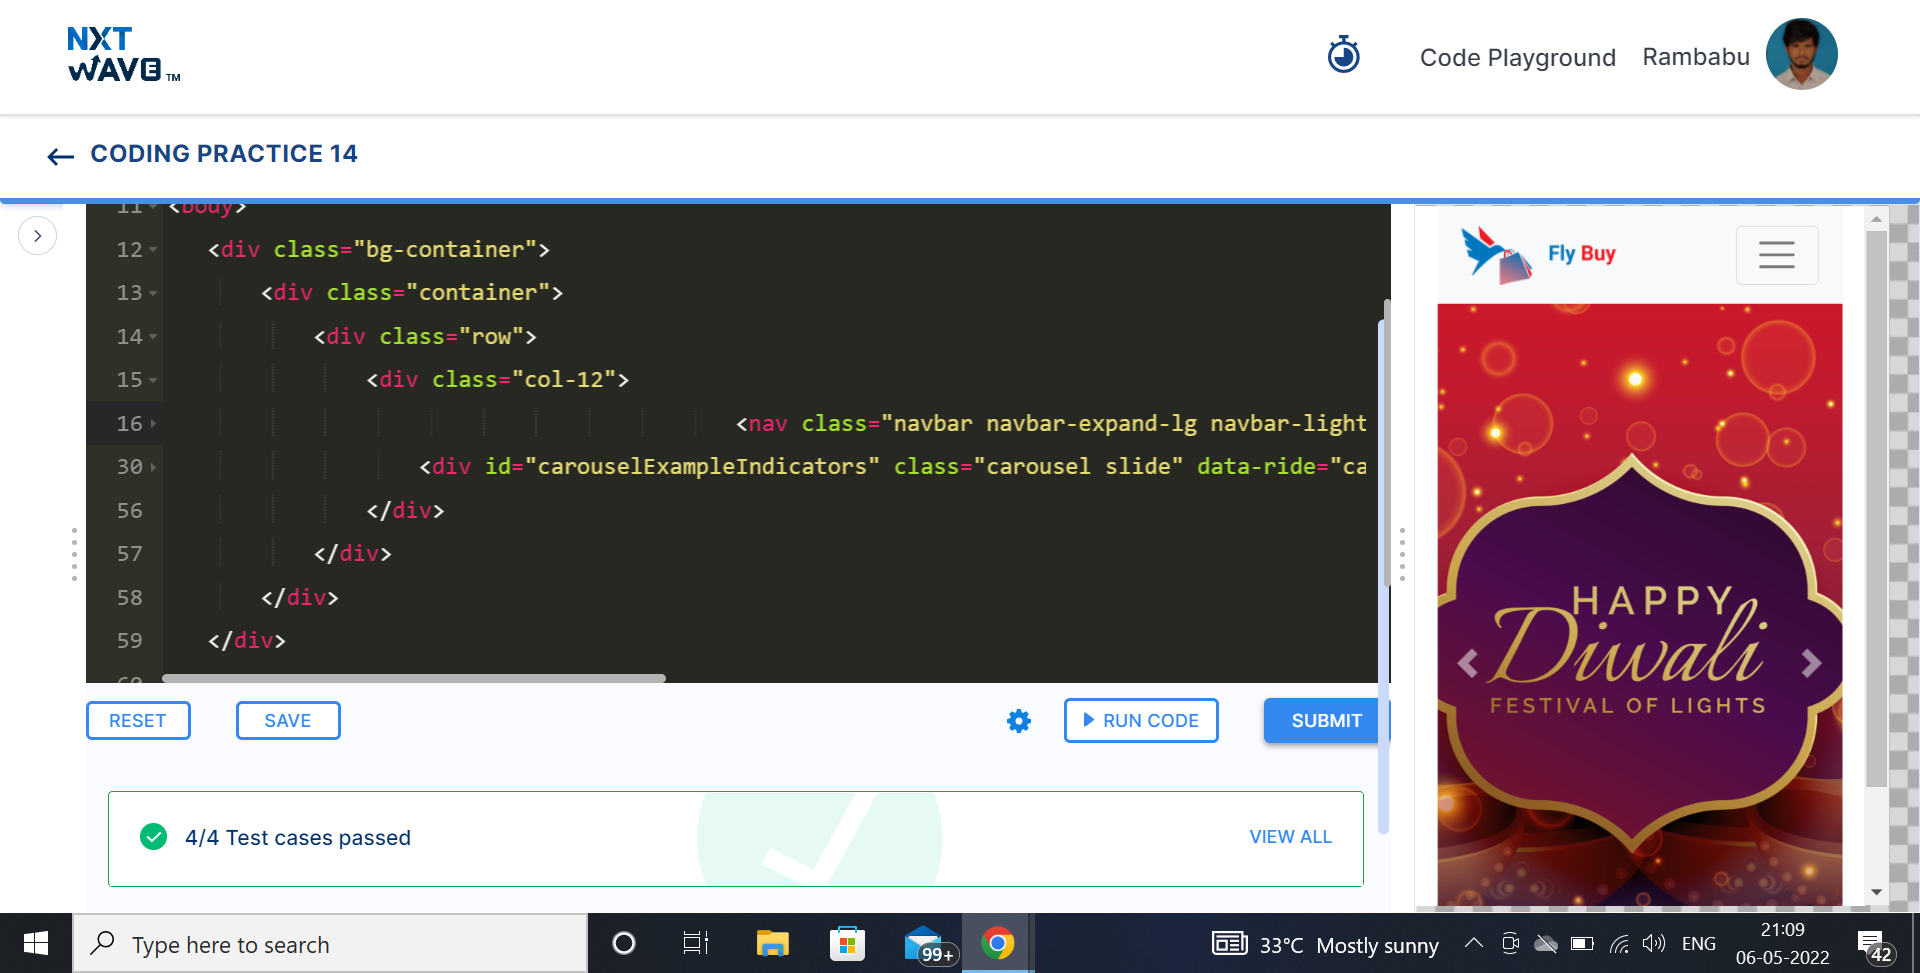 NXT
WAVE TM
Code Playground
Rambabu
CODING PRACTICE 14
11 <body>
12 <div class="bg-container">
13 <div class="container">
14 <div class="row">
15 <div class="col-12">
16 <nav class="navbar navbar-expand-lg navbar-light
30 <div id="carouselExampleIndicators" class="carousel slide" data-ride="ca
56 </div>
57 </div>
58 </div>
59 </div>
60
RESET
SAVE
RUN CODE
SUBMIT
4/4 Test cases passed
VIEW ALL
Fly Buy
HAPPY
Diwali
FESTIVAL OF LIGHTS
Type here to search
99+
33°C Mostly sunny
ENG
21:09
06-05-2022
42